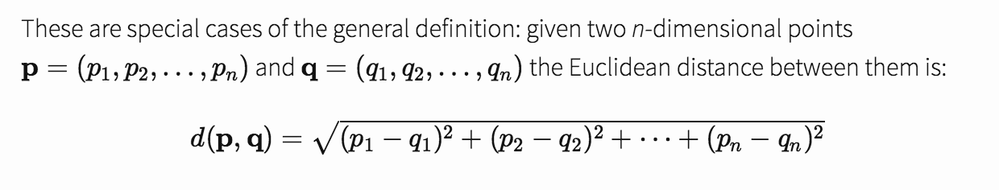 These are special cases of the general definition: given two n-dimensional points
p = (p₁, p₂, . . . , pₙ) and q = (q₁, q₂, . . . , qₙ) the Euclidean distance between them is:
d(p, q) = √(p₁ − q₁)² + (p₂ − q₂)² + · · · + (pₙ − qₙ)²